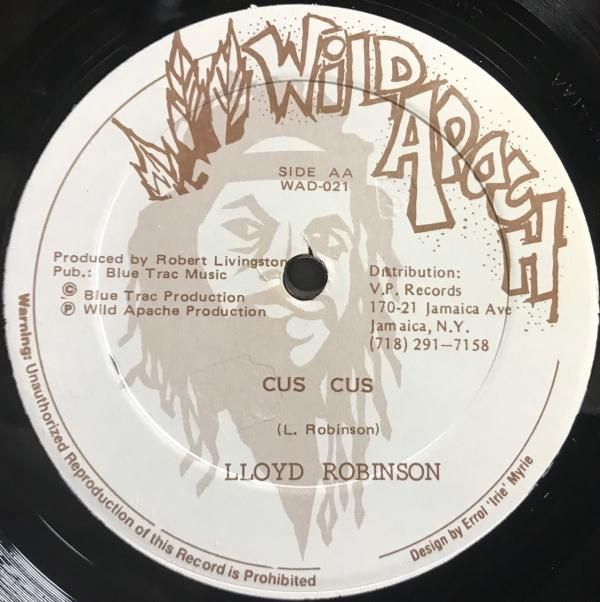 WILD APACH
SIDE AA
WAD-021
Produced by Robert Livingston
Pub.: Blue Trac Music
© Blue Trac Production
℗ Wild Apache Production
Distribution:
V.P. Records
170-21 Jamaica Ave
Jamaica, N.Y.
(718) 291-7158
CUS CUS
(L. Robinson)
LLOYD ROBINSON
Warning: Unauthorized Reproduction of this Record is Prohibited
Design by Errol 'Irie' Myrie